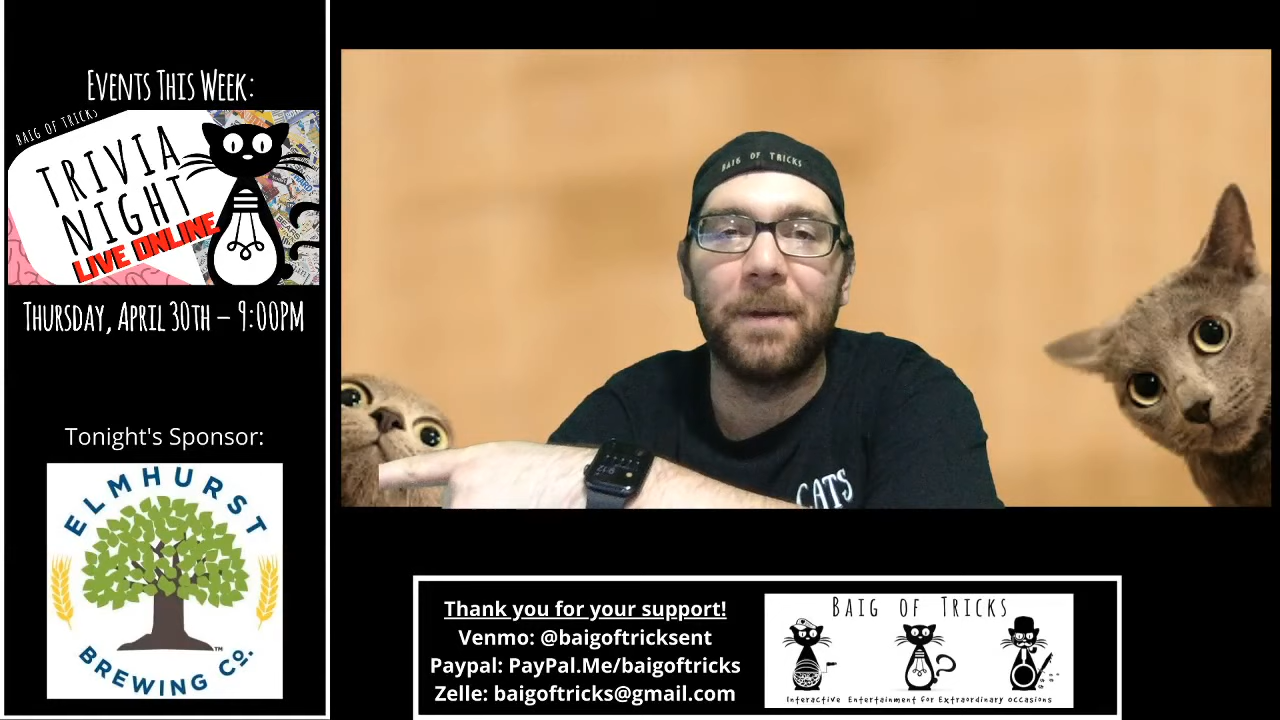 EVENTS THIS WEEK:
BAIG OF TRICKS
TRIVIA
NIGHT
LIVE ONLINE
THURSDAY, APRIL 30TH – 9:00PM
Tonight's Sponsor:
ELMHURST
BREWING CO.
TM
BAIG OF TRICKS
CATS
Thank you for your support!
Venmo: @baigoftricksent
Paypal: PayPal.Me/baigoftricks
Zelle: baigoftricks@gmail.com
BAIG OF TRICKS
Interactive Entertainment for Extraordinary occasions